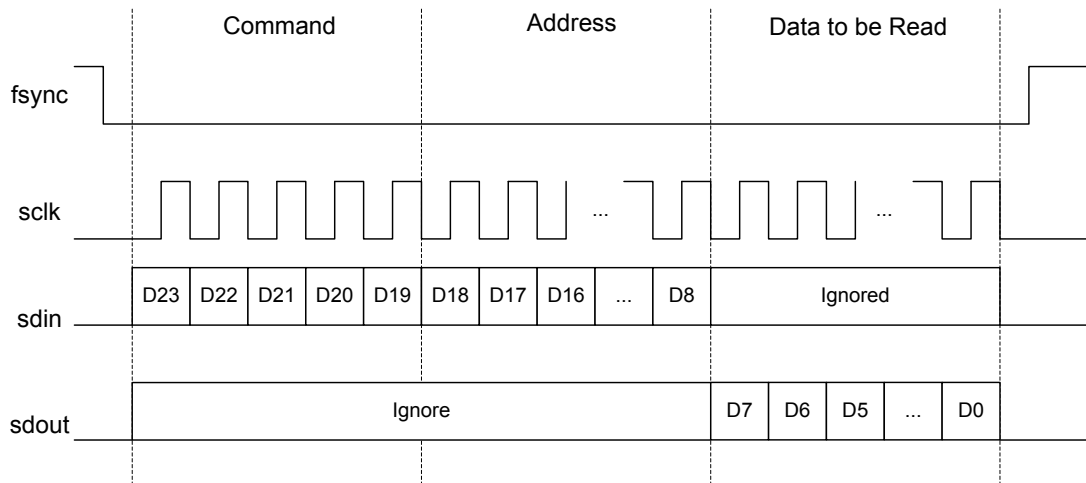 Command Address Data to be Read
fsync
sclk ... ...
sdin D23 D22 D21 D20 D19 D18 D17 D16 ... D8 Ignored
sdout Ignore D7 D6 D5 ... D0